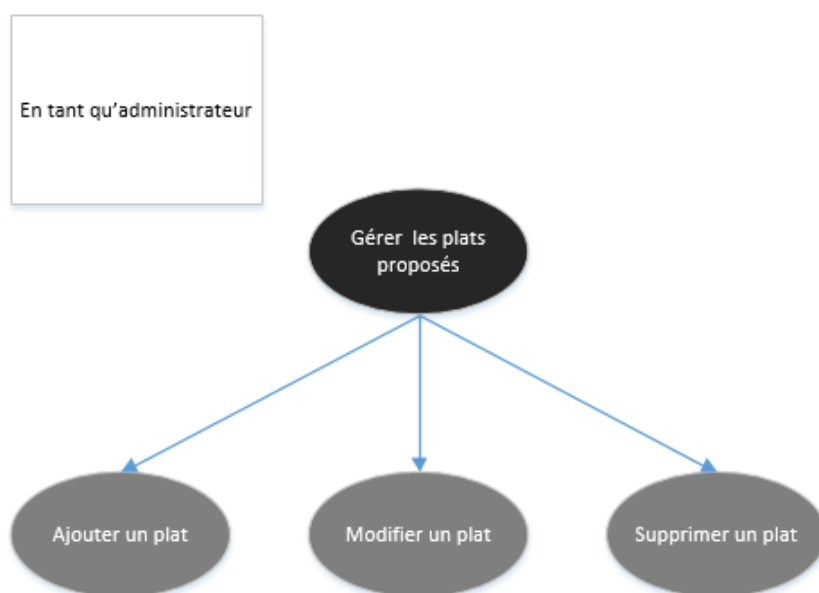 En tant qu’administrateur
Gérer les plats
proposés
Ajouter un plat
Modifier un plat
Supprimer un plat